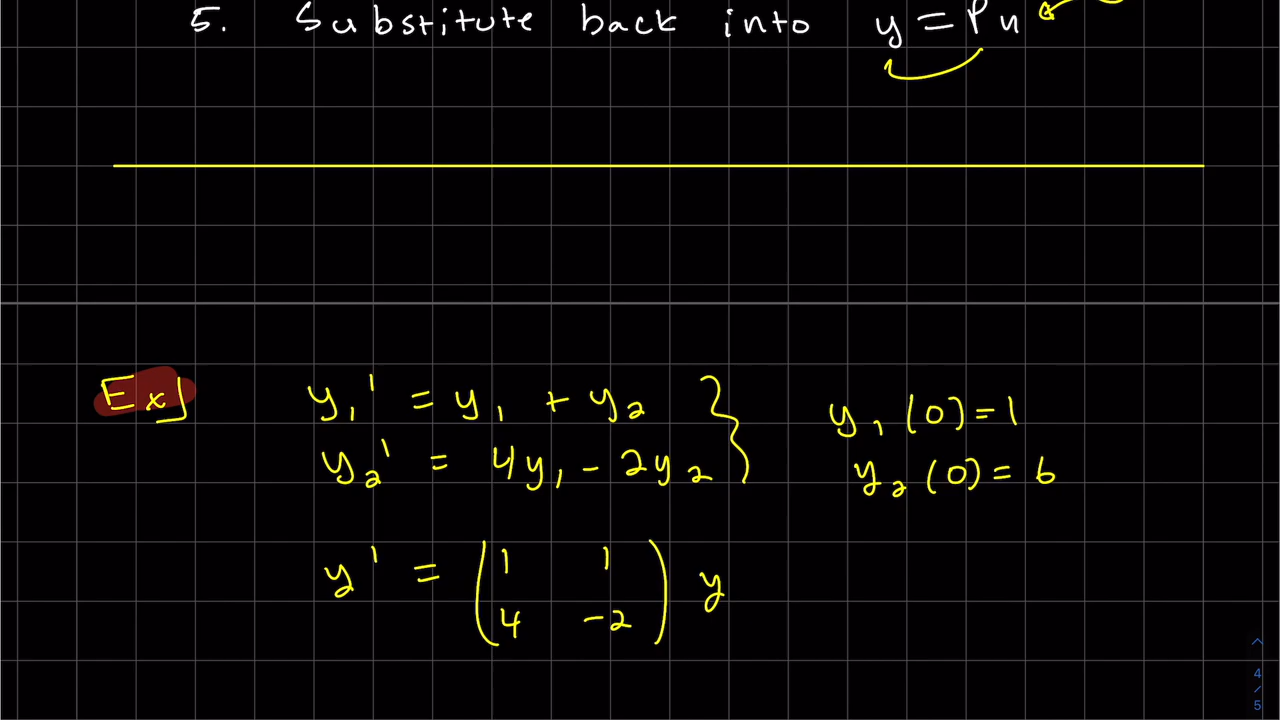 5. Substitute back into y = Pu
Ex
y₁' = y₁ + y₂
y₂' = 4y₁ - 2y₂
y₁(0) = 1
y₂(0) = 6
y' = ( 1 1
4 -2 ) y
4
/
5